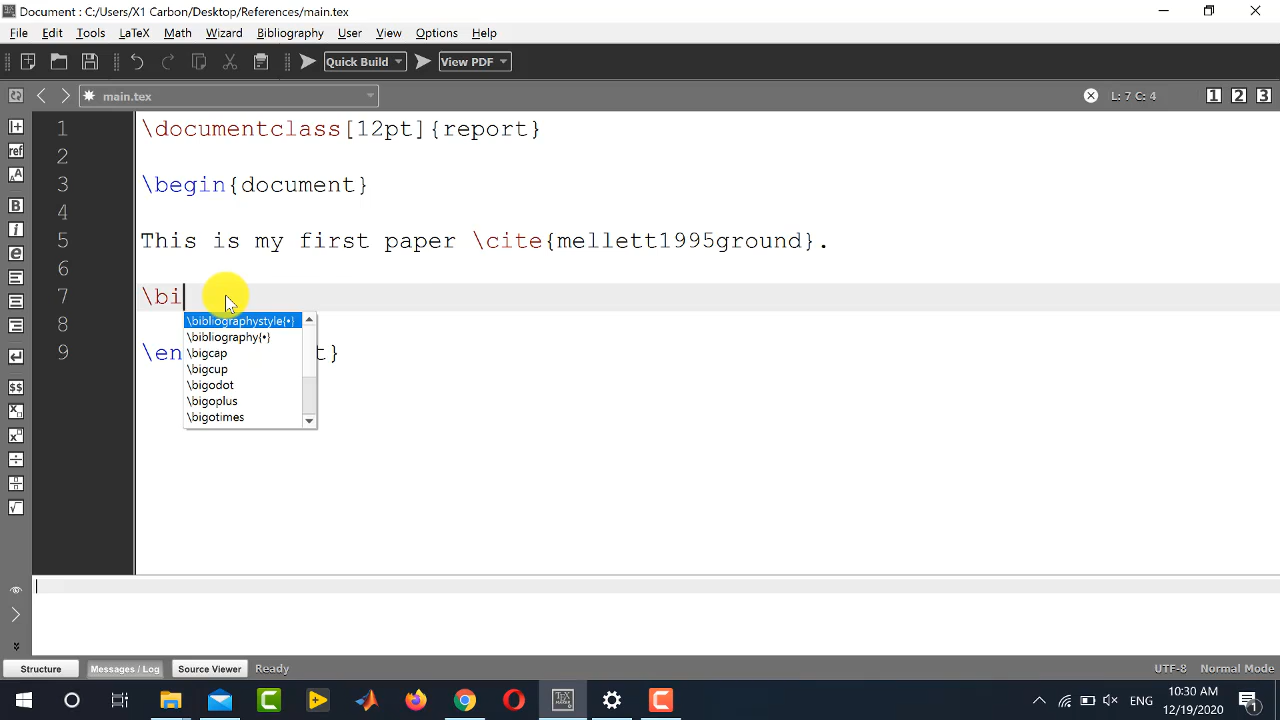 Document : C:/Users/X1 Carbon/Desktop/References/main.tex
File Edit Tools LaTeX Math Wizard Bibliography User View Options Help
Quick Build View PDF
main.tex L: 7 C: 4 1 2 3
1 \documentclass[12pt]{report}
2
3 \begin{document}
4
5 This is my first paper \cite{mellett1995ground}.
6
7 \bi
\bibliographystyle{•}
\bibliography{•}
\bigcap
\bigcup
\bigodot
\bigoplus
\bigotimes
8
9 \en t}
ref
Structure Messages / Log Source Viewer Ready UTF-8 Normal Mode
ENG 10:30 AM
12/19/2020